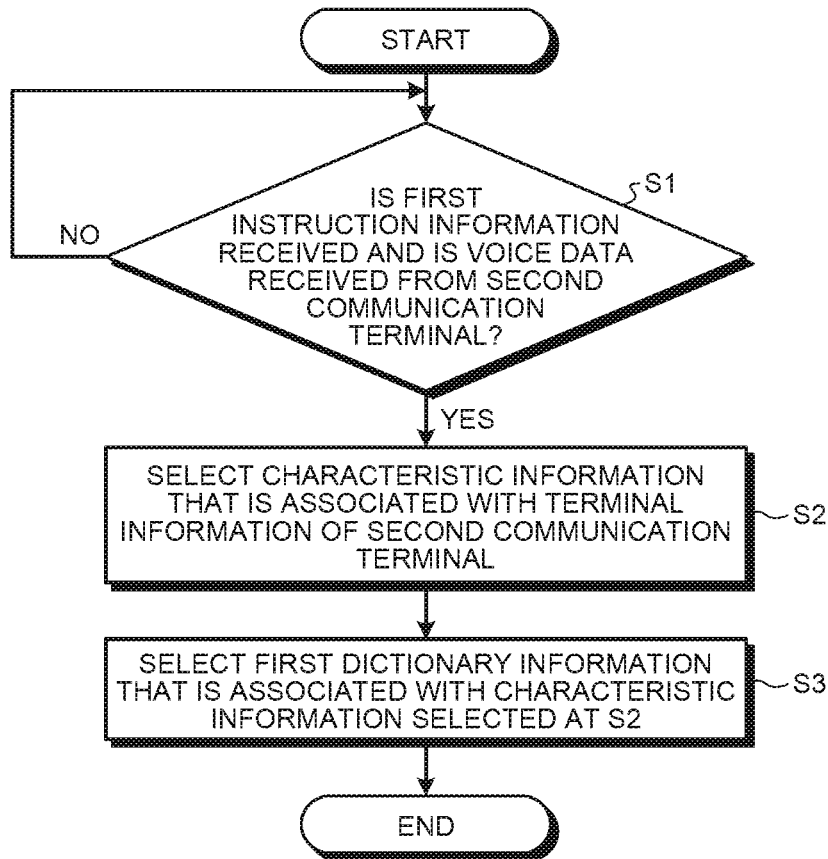 START
IS FIRST
INSTRUCTION INFORMATION
RECEIVED AND IS VOICE DATA
RECEIVED FROM SECOND
COMMUNICATION
TERMINAL?
S1
NO
YES
SELECT CHARACTERISTIC INFORMATION
THAT IS ASSOCIATED WITH TERMINAL
INFORMATION OF SECOND COMMUNICATION
TERMINAL
S2
SELECT FIRST DICTIONARY INFORMATION
THAT IS ASSOCIATED WITH CHARACTERISTIC
INFORMATION SELECTED AT S2
S3
END